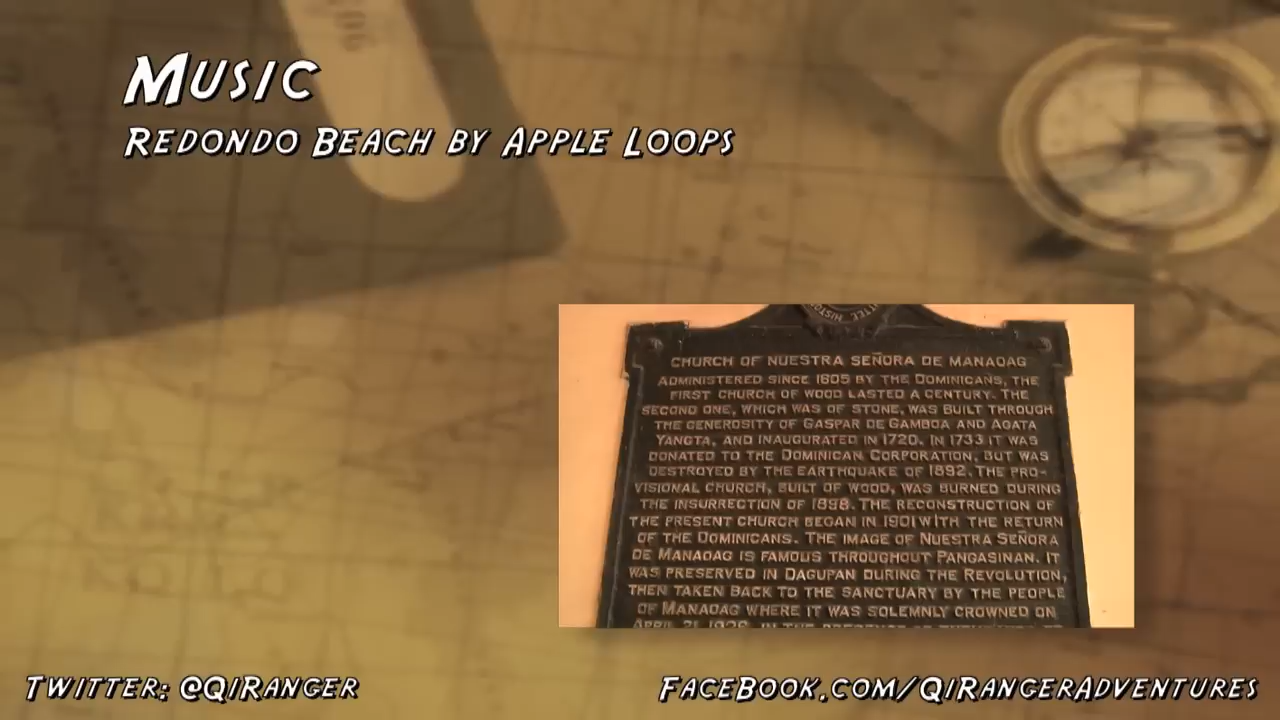 MUSIC
REDONDO BEACH BY APPLE LOOPS
CHURCH OF NUESTRA SEÑORA DE MANAOAG
ADMINISTERED SINCE 1605 BY THE DOMINICANS, THE
FIRST CHURCH OF WOOD LASTED A CENTURY. THE
SECOND ONE, WHICH WAS OF STONE, WAS BUILT THROUGH
THE GENEROSITY OF GASPAR DE GAMBOA AND AGATA
YANGTA, AND INAUGURATED IN 1720. IN 1733 IT WAS
DONATED TO THE DOMINICAN CORPORATION, BUT WAS
DESTROYED BY THE EARTHQUAKE OF 1892. THE PRO-
VISIONAL CHURCH, BUILT OF WOOD, WAS BURNED DURING
THE INSURRECTION OF 1898. THE RECONSTRUCTION OF
THE PRESENT CHURCH BEGAN IN 1901 WITH THE RETURN
OF THE DOMINICANS. THE IMAGE OF NUESTRA SEÑORA
DE MANAOAG IS FAMOUS THROUGHOUT PANGASINAN. IT
WAS PRESERVED IN DAGUPAN DURING THE REVOLUTION,
THEN TAKEN BACK TO THE SANCTUARY BY THE PEOPLE
OF MANAOAG WHERE IT WAS SOLEMNLY CROWNED ON
APRIL 21, 1926, IN THE
TWITTER: @QIRANGER
FACEBOOK.COM/QIRANGERADVENTURES